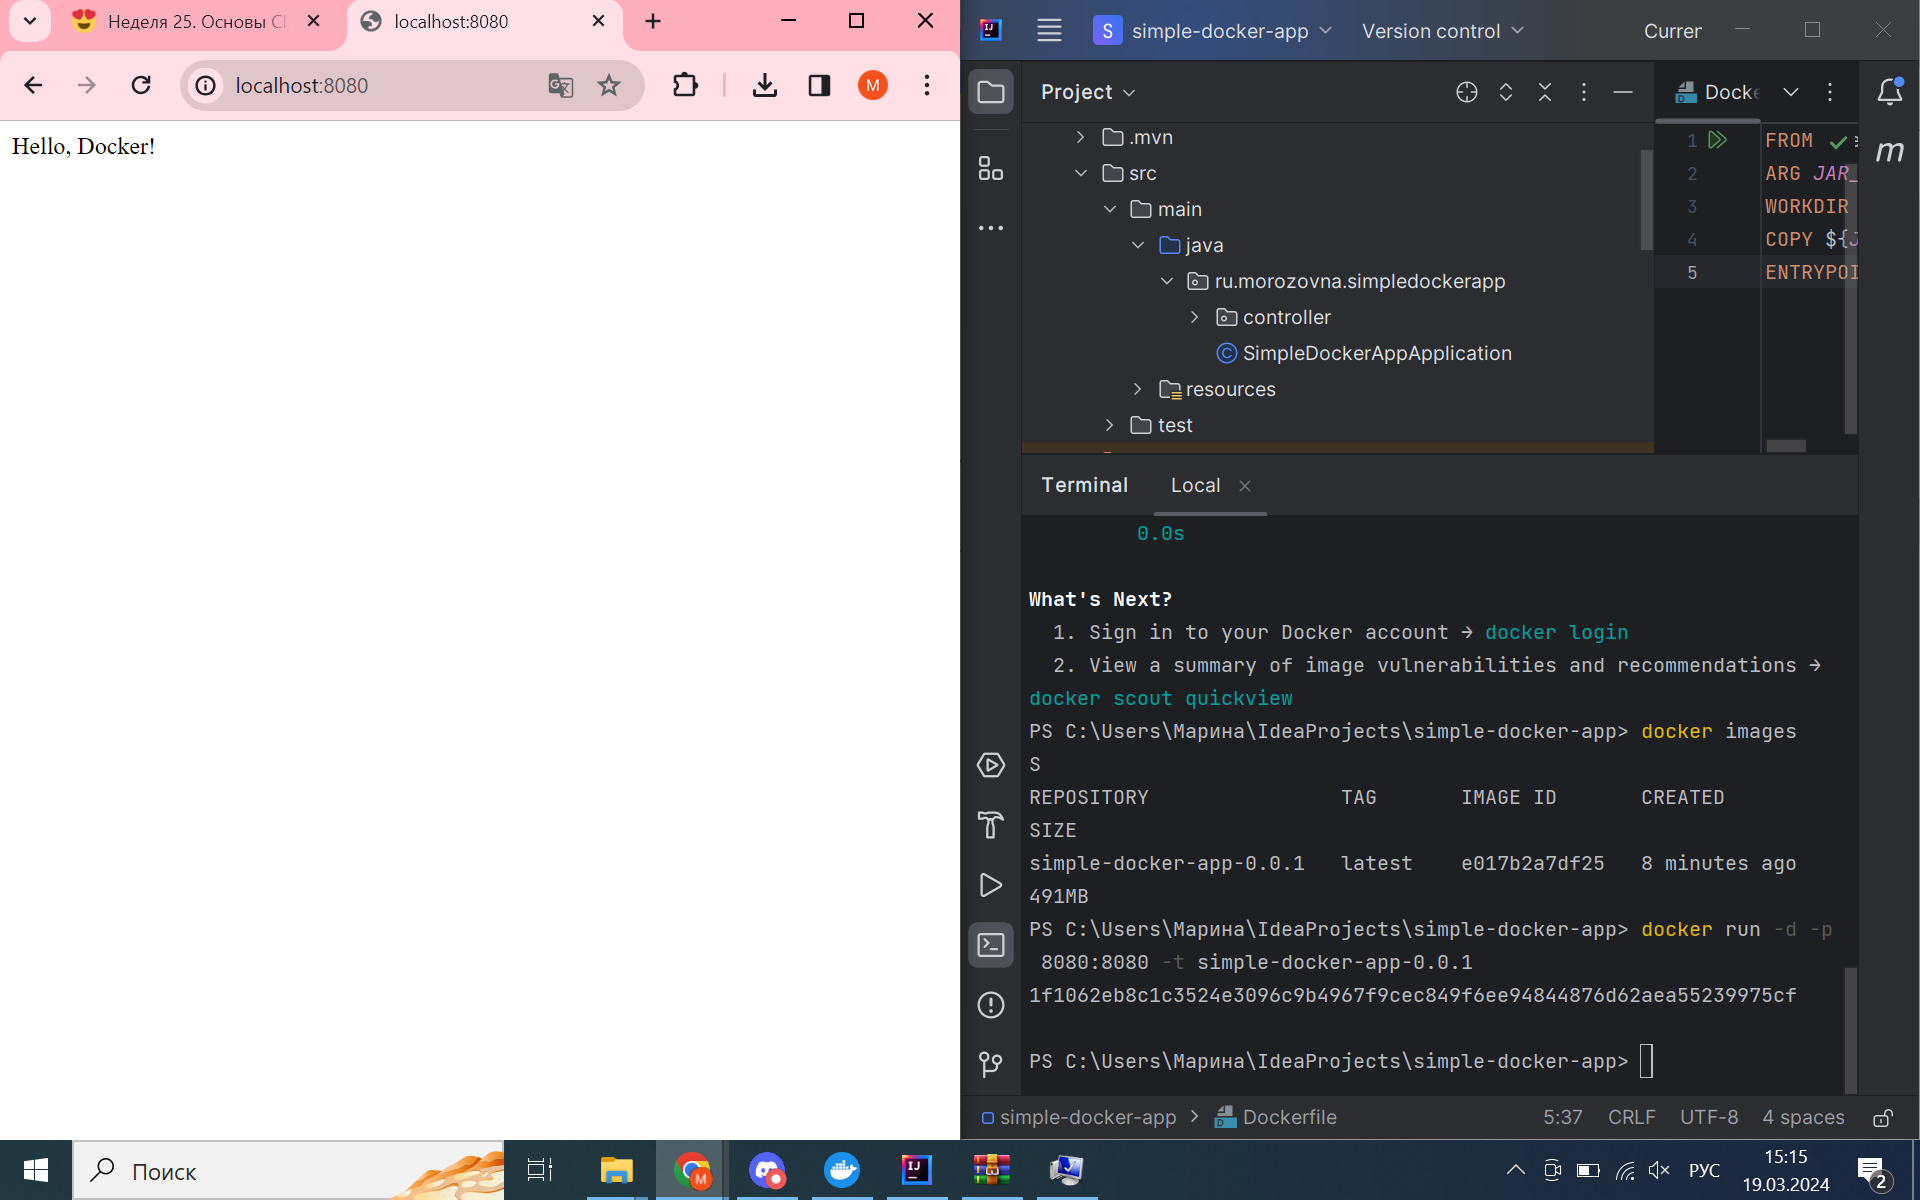 Неделя 25. Основы CI
localhost:8080
M
localhost:8080
Hello, Docker!
S simple-docker-app
Version control
Currer
Project
.mvn
src
main
java
ru.morozovna.simpledockerapp
controller
SimpleDockerAppApplication
resources
test
Docke
1 FROM
2 ARG JAR_
3 WORKDIR
4 COPY ${J
5 ENTRYPOI
m
Terminal Local
0.0s
What's Next?
1. Sign in to your Docker account → docker login
2. View a summary of image vulnerabilities and recommendations →
docker scout quickview
PS C:\Users\Марина\IdeaProjects\simple-docker-app> docker images
S
REPOSITORY TAG IMAGE ID CREATED
SIZE
simple-docker-app-0.0.1 latest e017b2a7df25 8 minutes ago
491MB
PS C:\Users\Марина\IdeaProjects\simple-docker-app> docker run -d -p
8080:8080 -t simple-docker-app-0.0.1
1f1062eb8c1c3524e3096c9b4967f9cec849f6ee94844876d62aea55239975cf
PS C:\Users\Марина\IdeaProjects\simple-docker-app>
simple-docker-app > Dockerfile 5:37 CRLF UTF-8 4 spaces
Поиск
РУС
15:15
19.03.2024
2